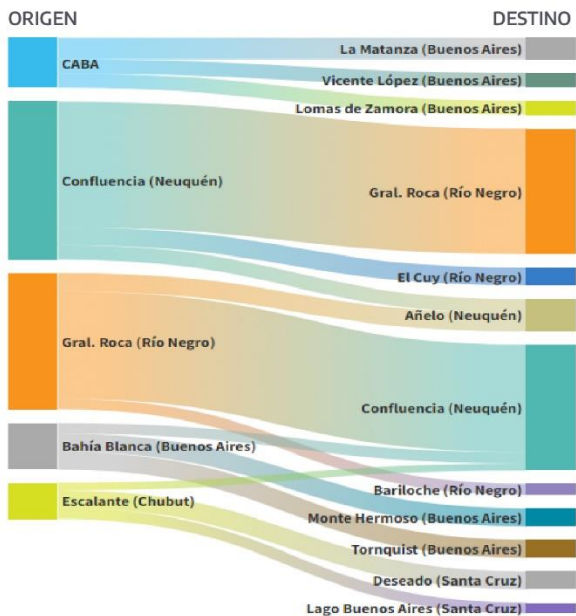 ORIGEN
DESTINO
CABA
Confluencia (Neuquén)
Gral. Roca (Río Negro)
Bahía Blanca (Buenos Aires)
Escalante (Chubut)
La Matanza (Buenos Aires)
Vicente López (Buenos Aires)
Lomas de Zamora (Buenos Aires)
Gral. Roca (Río Negro)
El Cuy (Río Negro)
Añelo (Neuquén)
Confluencia (Neuquén)
Bariloche (Río Negro)
Monte Hermoso (Buenos Aires)
Tornquist (Buenos Aires)
Deseado (Santa Cruz)
Lago Buenos Aires (Santa Cruz)